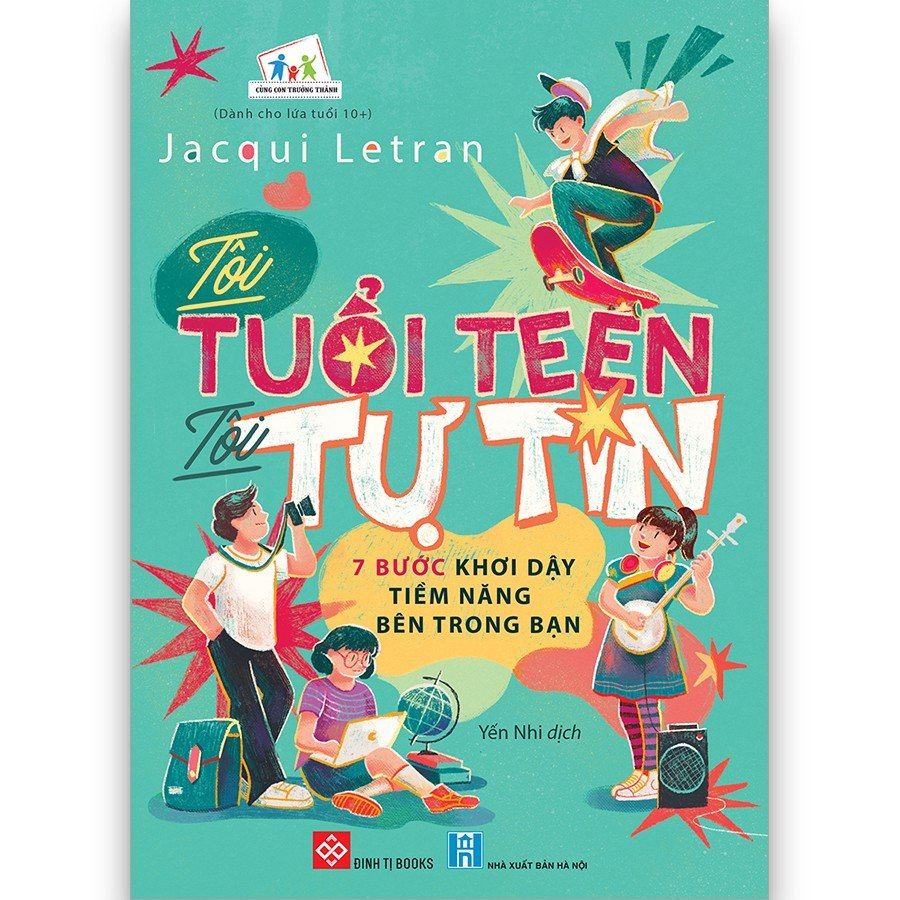 CÙNG CON TRƯỞNG THÀNH
(Dành cho lứa tuổi 10+)
Jacqui Letran
Tôi
TUỔI TEEN
Tôi TỰ TIN
7 BƯỚC KHƠI DẬY
TIỀM NĂNG
BÊN TRONG BẠN
Yến Nhi dịch
ĐINH TỊ BOOKS
NHÀ XUẤT BẢN HÀ NỘI